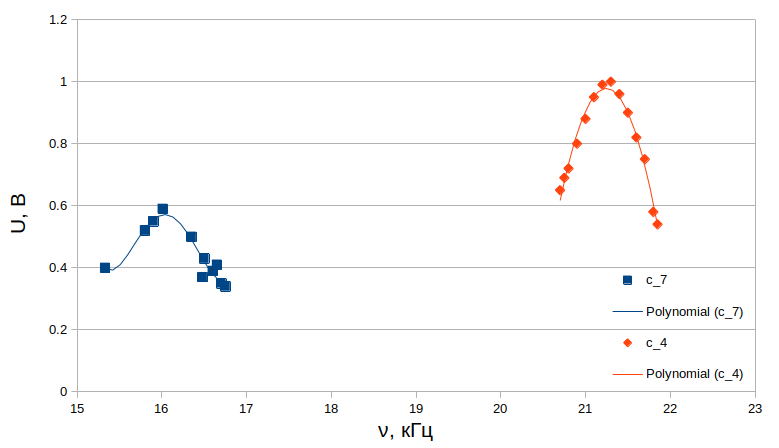 1.2
1
0.8
0.6
0.4
0.2
0
U, В
c_7
Polynomial (c_7)
c_4
Polynomial (c_4)
15 16 17 18 19 20 21 22 23
ν, кГц